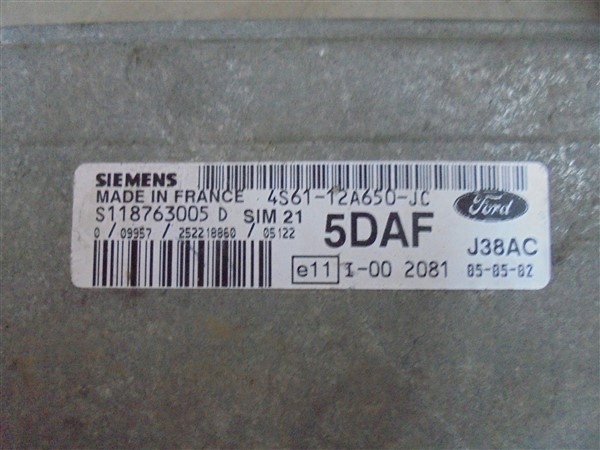 SIEMENS
MADE IN FRANCE 4S61-12A650-JC
S118763005 D SIM 21 5DAF Ford
0 / 09957 / 252218860 / 05122 J38AC
e11 I-00 2081 05-05-02